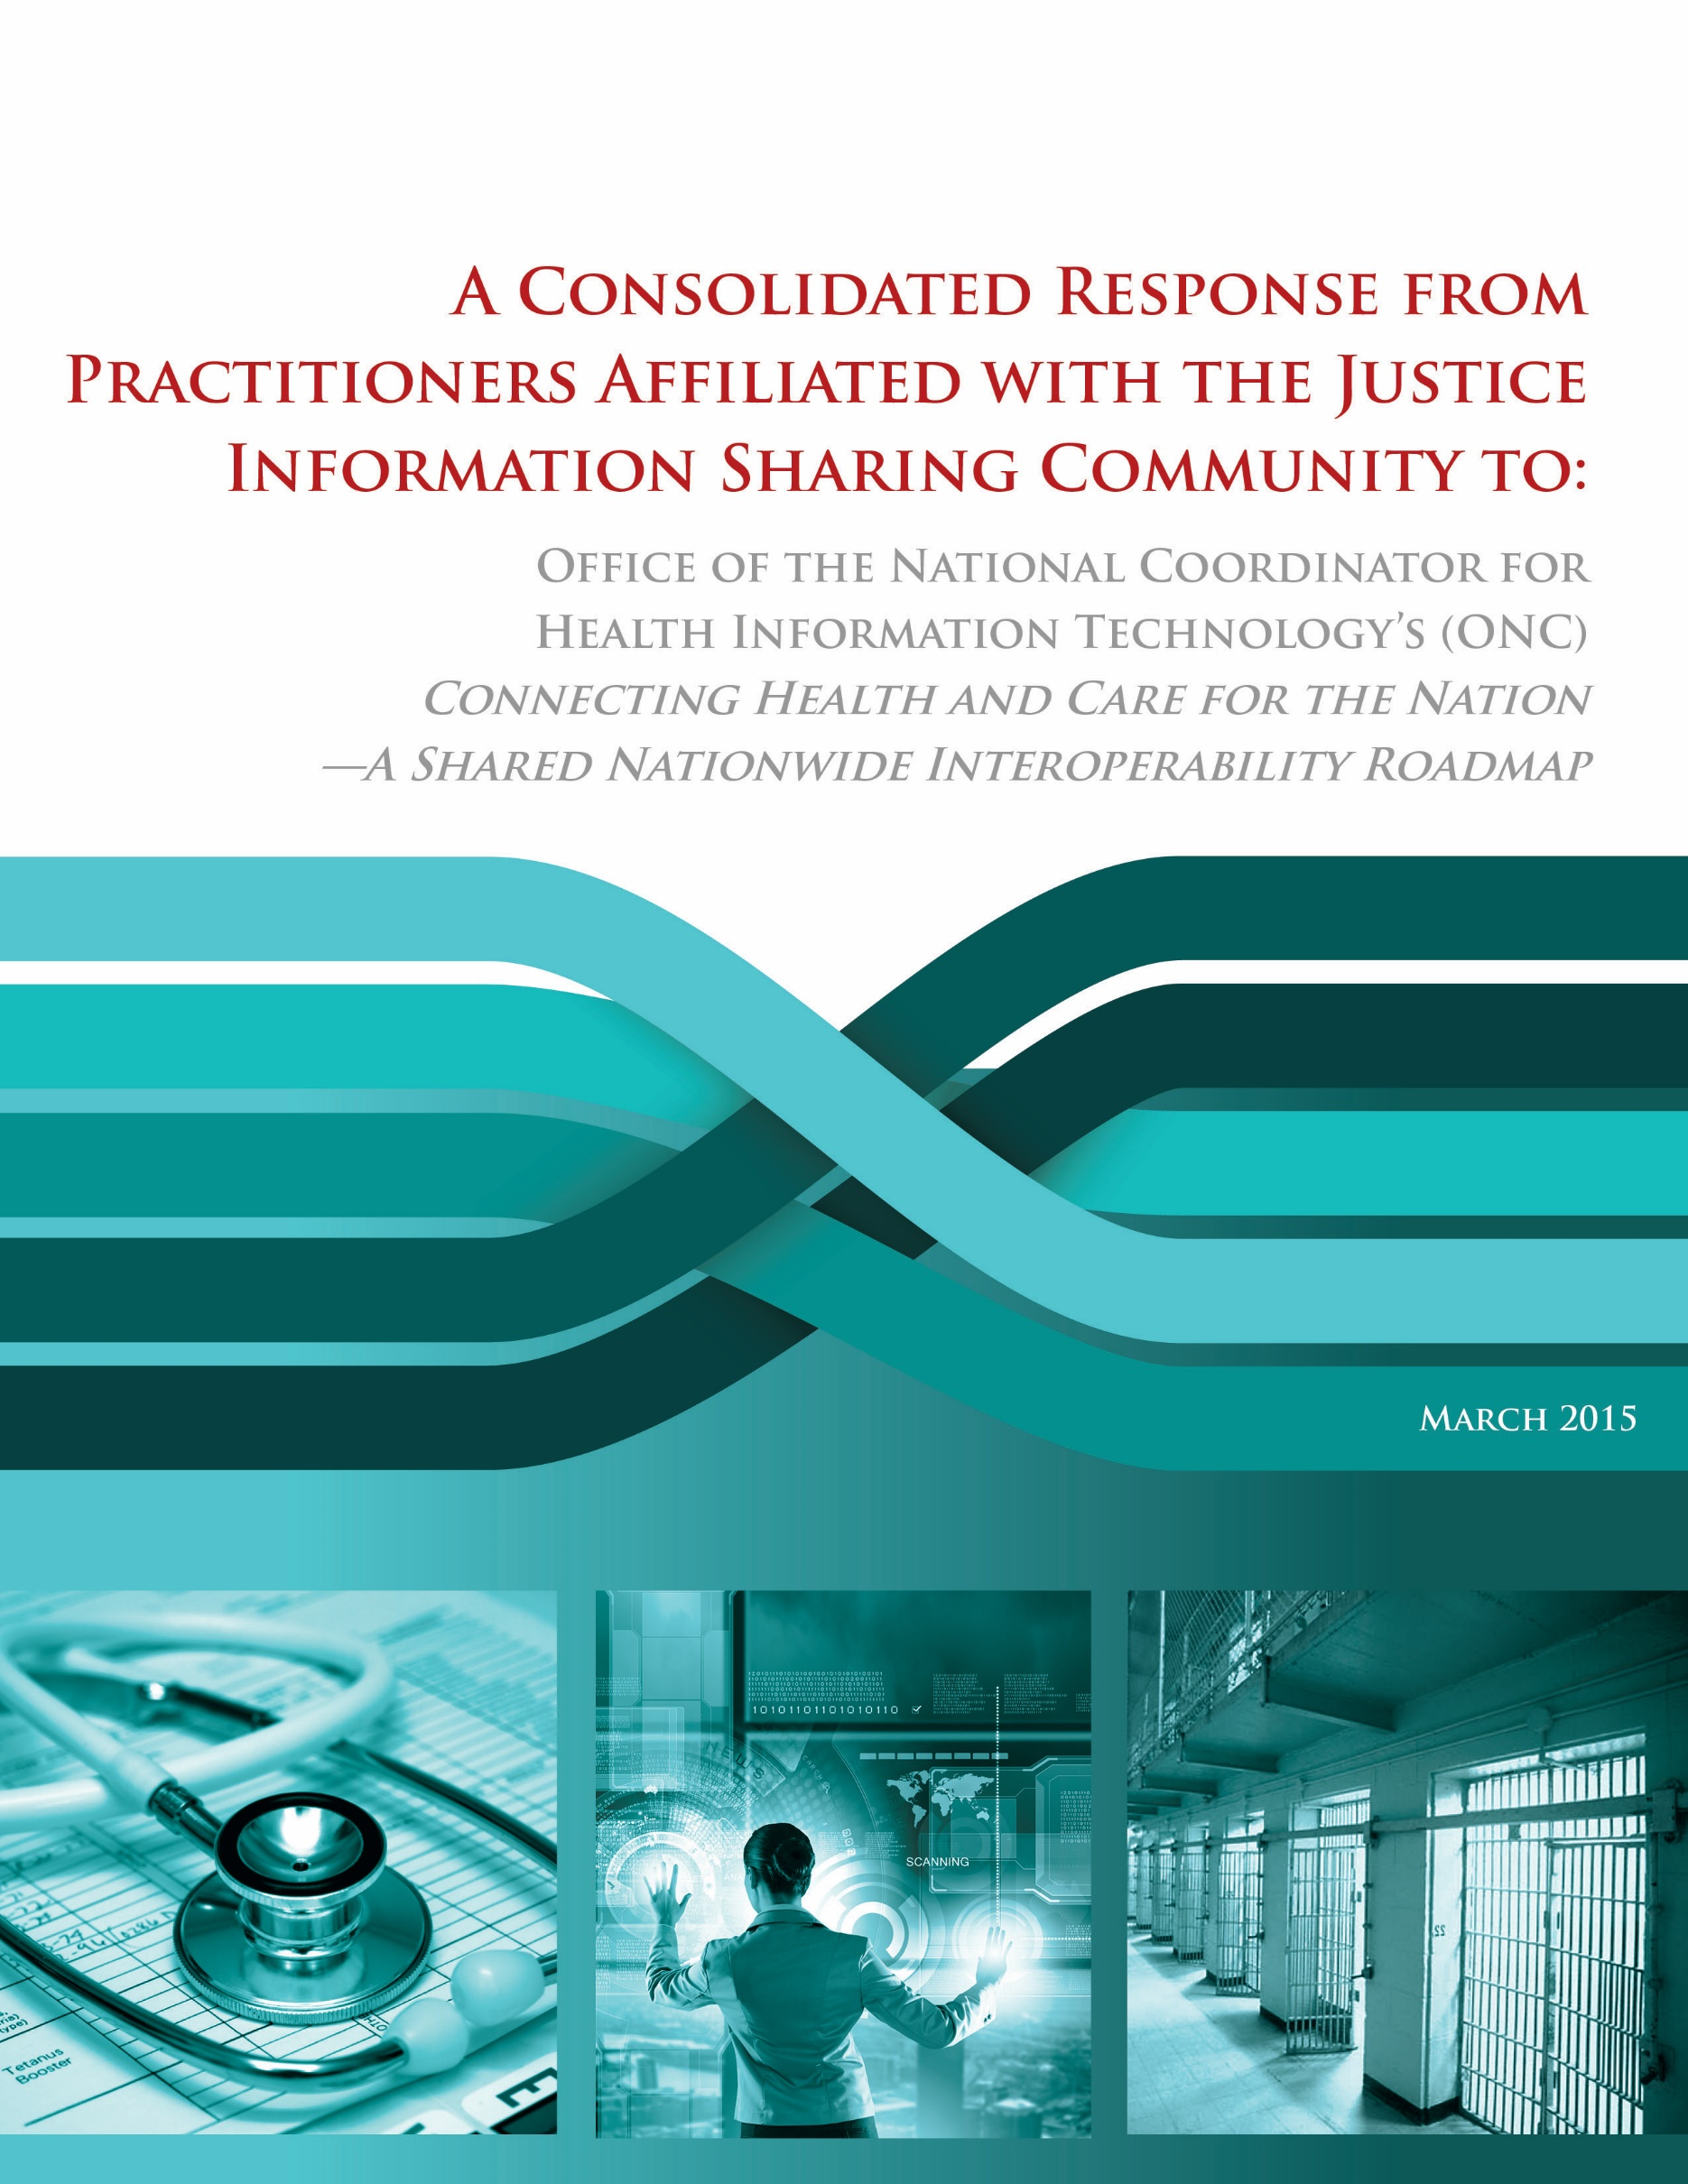 A Consolidated Response from
Practitioners Affiliated with the Justice
Information Sharing Community to:
Office of the National Coordinator for
Health Information Technology's (ONC)
Connecting Health and Care for the Nation
—A Shared Nationwide Interoperability Roadmap
March 2015
10101101101010110
SCANNING
Tetanus
Booster